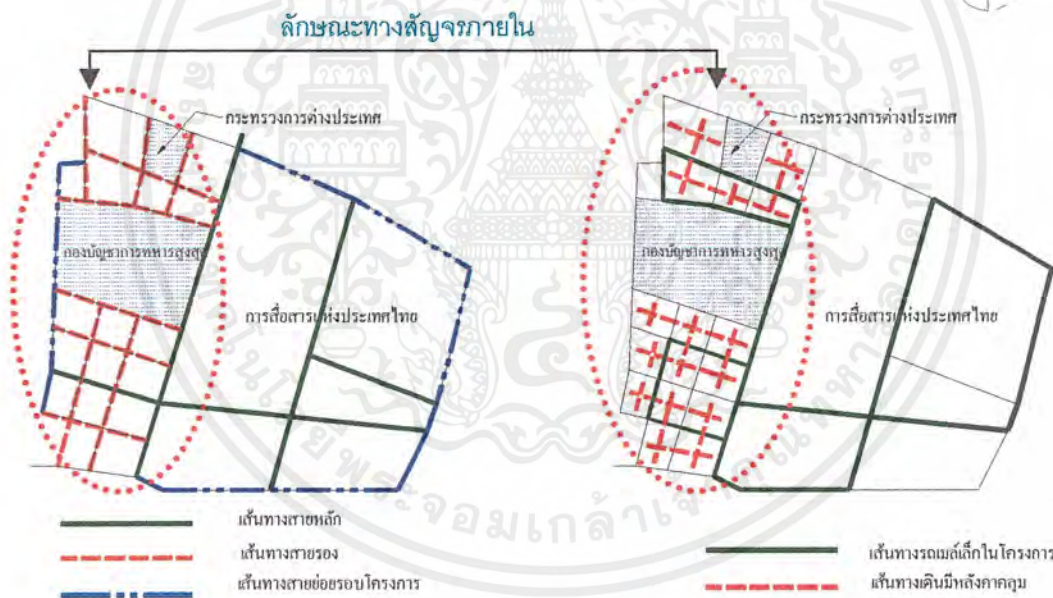 ลักษณะทางสัญจรภายใน
กระทรวงการต่างประเทศ
กองบัญชาการทหารสูงสุด
การสื่อสารแห่งประเทศไทย
เส้นทางสายหลัก
เส้นทางสายรอง
เส้นทางสายย่อยรอบโครงการ
กระทรวงการต่างประเทศ
กองบัญชาการทหารสูงสุด
การสื่อสารแห่งประเทศไทย
เส้นทางรถเมล์เล็กในโครงการ
เส้นทางเดินมีหลังคาคลุม